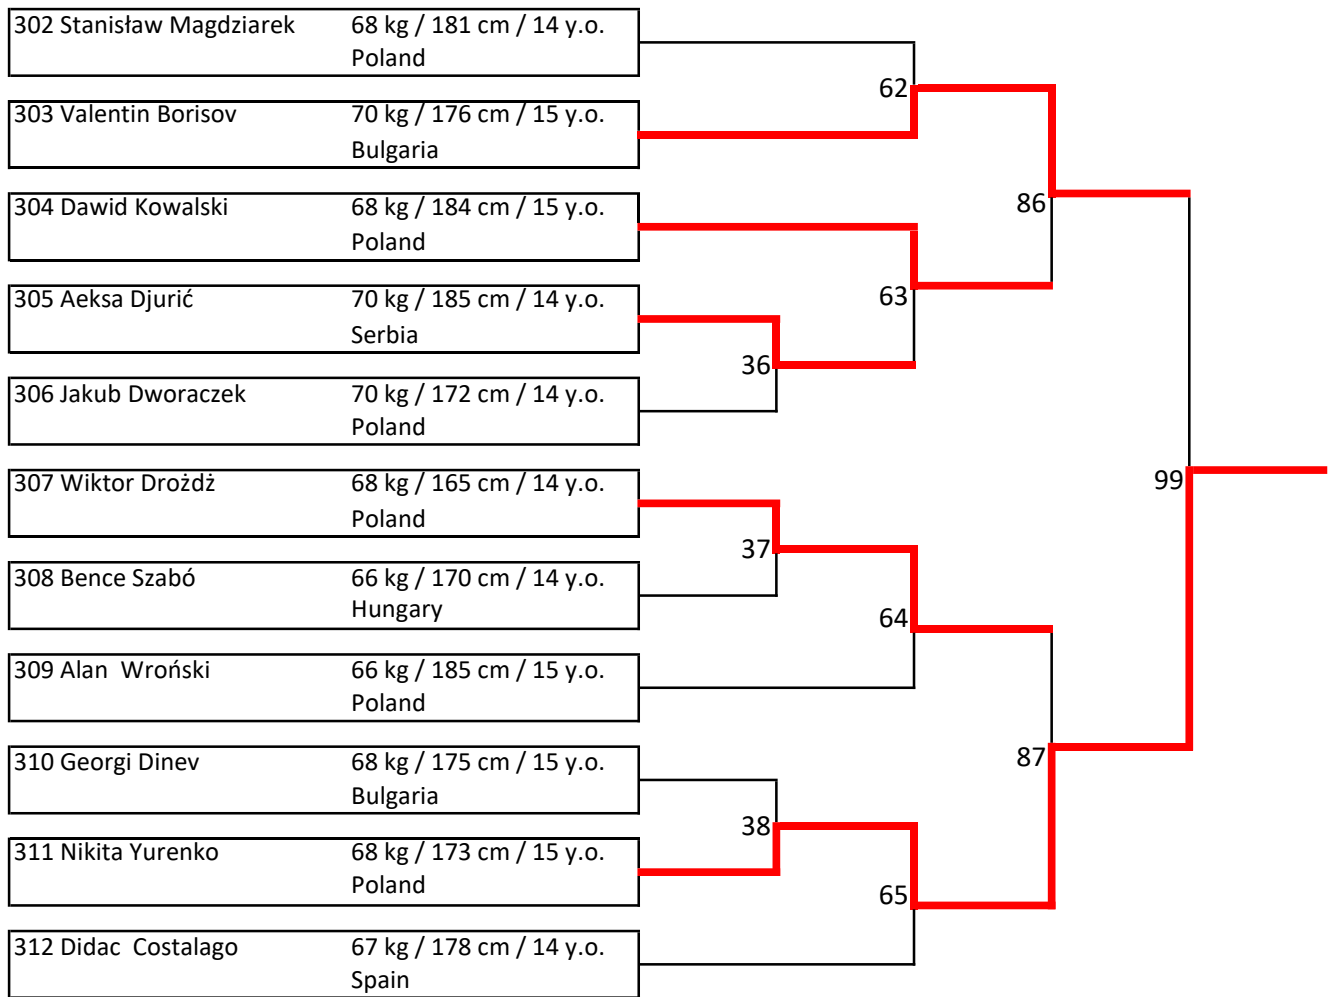 302 Stanisław Magdziarek 68 kg / 181 cm / 14 y.o.
Poland
62
303 Valentin Borisov 70 kg / 176 cm / 15 y.o.
Bulgaria
304 Dawid Kowalski 68 kg / 184 cm / 15 y.o.
86
Poland
305 Aeksa Djurić 70 kg / 185 cm / 14 y.o.
63
Serbia
36
306 Jakub Dworaczek 70 kg / 172 cm / 14 y.o.
Poland
307 Wiktor Drożdż 68 kg / 165 cm / 14 y.o.
99
Poland
37
308 Bence Szabó 66 kg / 170 cm / 14 y.o.
Hungary
64
309 Alan  Wroński 66 kg / 185 cm / 15 y.o.
Poland
310 Georgi Dinev 68 kg / 175 cm / 15 y.o.
87
Bulgaria
38
311 Nikita Yurenko 68 kg / 173 cm / 15 y.o.
Poland
65
312 Didac  Costalago 67 kg / 178 cm / 14 y.o.
Spain